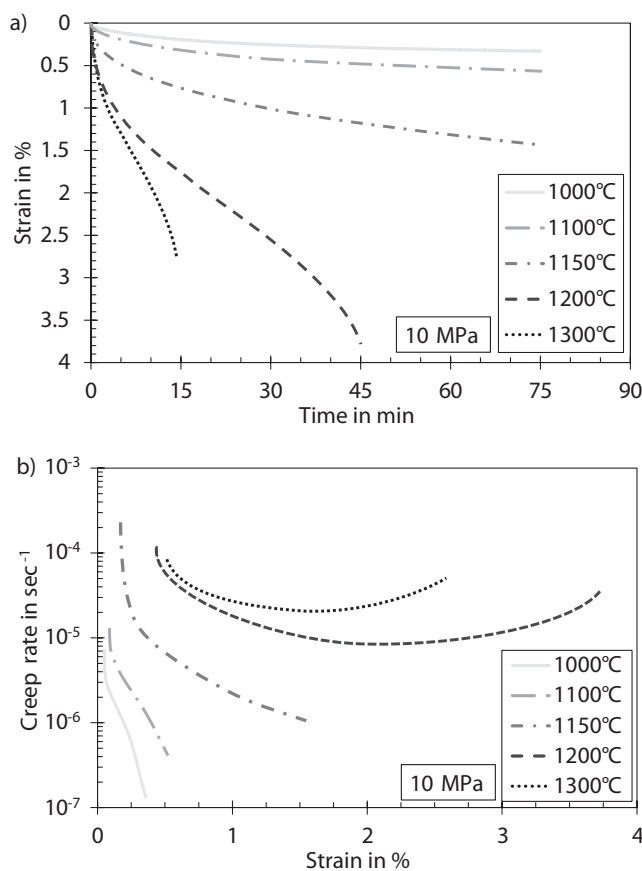 a)
0
0.5
1
1.5
2
2.5
3
3.5
4
Strain in %
1000℃
1100℃
1150℃
1200℃
1300℃
10 MPa
0 15 30 45 60 75 90
Time in min
b)
10-3
10-4
10-5
10-6
10-7
Creep rate in sec-1
1000℃
1100℃
1150℃
1200℃
1300℃
10 MPa
0 1 2 3 4
Strain in %